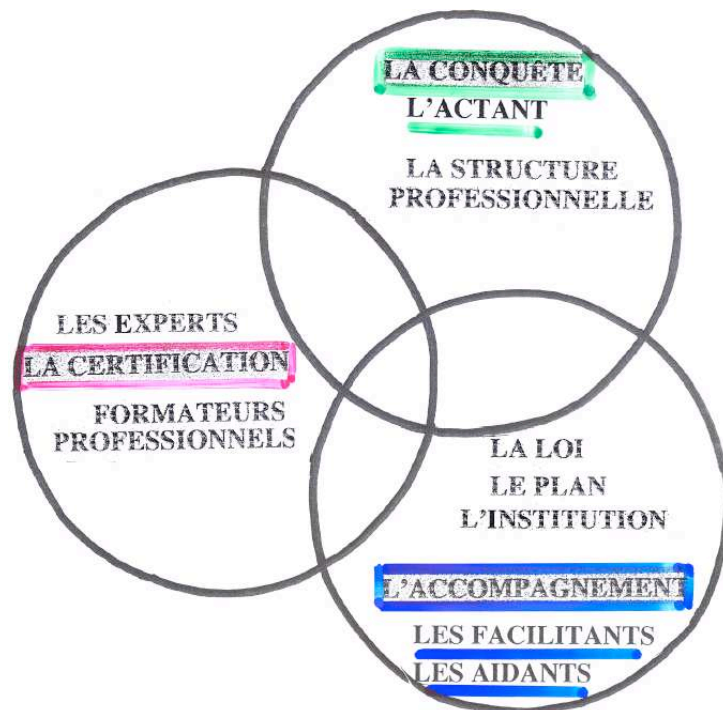 LA CONQUÊTE
L'ACTANT
LA STRUCTURE
PROFESSIONNELLE
LES EXPERTS
LA CERTIFICATION
FORMATEURS
PROFESSIONNELS
LA LOI
LE PLAN
L'INSTITUTION
L'ACCOMPAGNEMENT
LES FACILITANTS
LES AIDANTS